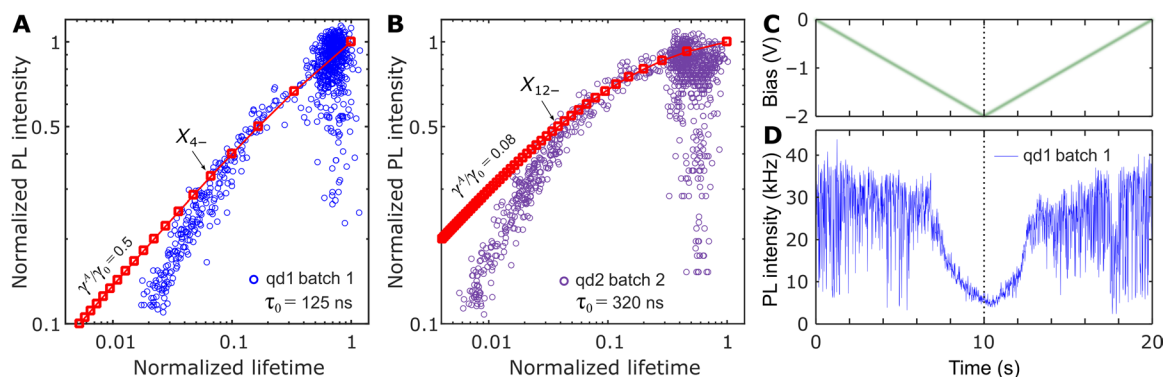 A
Normalized PL intensity
1
0.5
0.1
X4−
γA/γ0 = 0.5
qd1 batch 1
τ0 = 125 ns
0.01
0.1
1
Normalized lifetime
B
Normalized PL intensity
1
0.5
0.1
X12−
γA/γ0 = 0.08
qd2 batch 2
τ0 = 320 ns
0.01
0.1
1
Normalized lifetime
C
Bias (V)
0
−1
−2
D
PL intensity (kHz)
40
30
20
10
0
qd1 batch 1
0
10
20
Time (s)